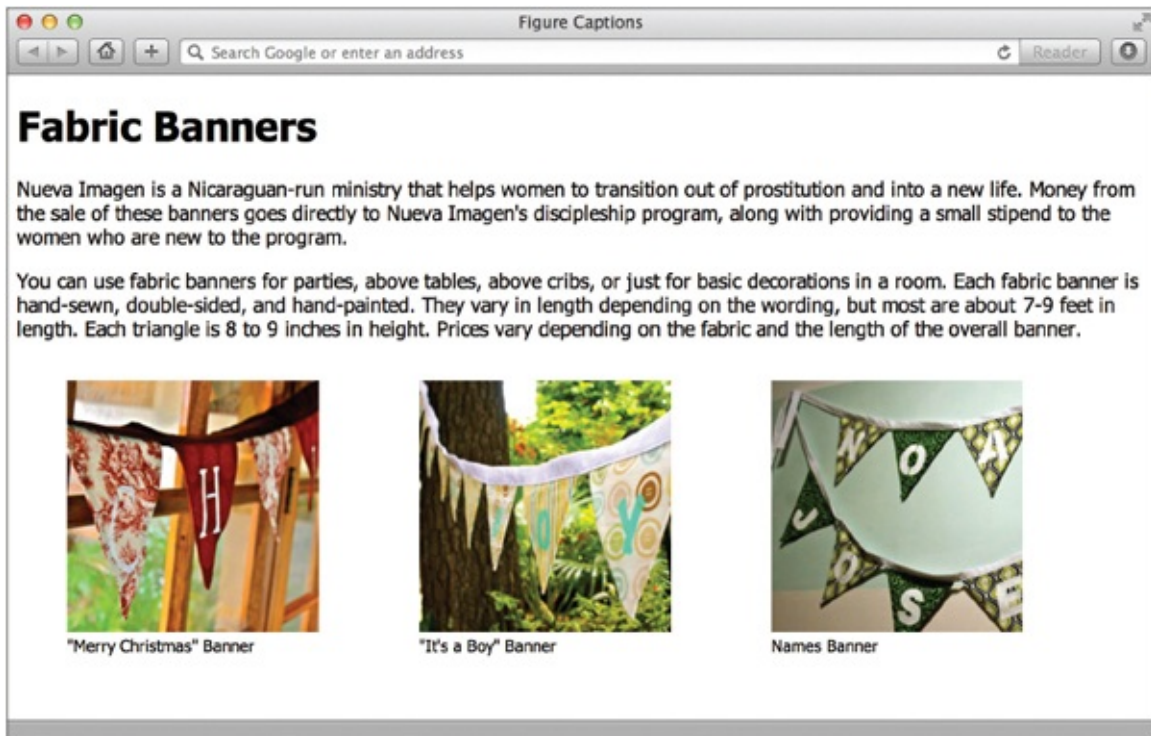 Figure Captions
Search Google or enter an address
Reader
Fabric Banners
Nueva Imagen is a Nicaraguan-run ministry that helps women to transition out of prostitution and into a new life. Money from
the sale of these banners goes directly to Nueva Imagen's discipleship program, along with providing a small stipend to the
women who are new to the program.
You can use fabric banners for parties, above tables, above cribs, or just for basic decorations in a room. Each fabric banner is
hand-sewn, double-sided, and hand-painted. They vary in length depending on the wording, but most are about 7-9 feet in
length. Each triangle is 8 to 9 inches in height. Prices vary depending on the fabric and the length of the overall banner.
C H
O Y
N O A
J O S E
"Merry Christmas" Banner
"It's a Boy" Banner
Names Banner